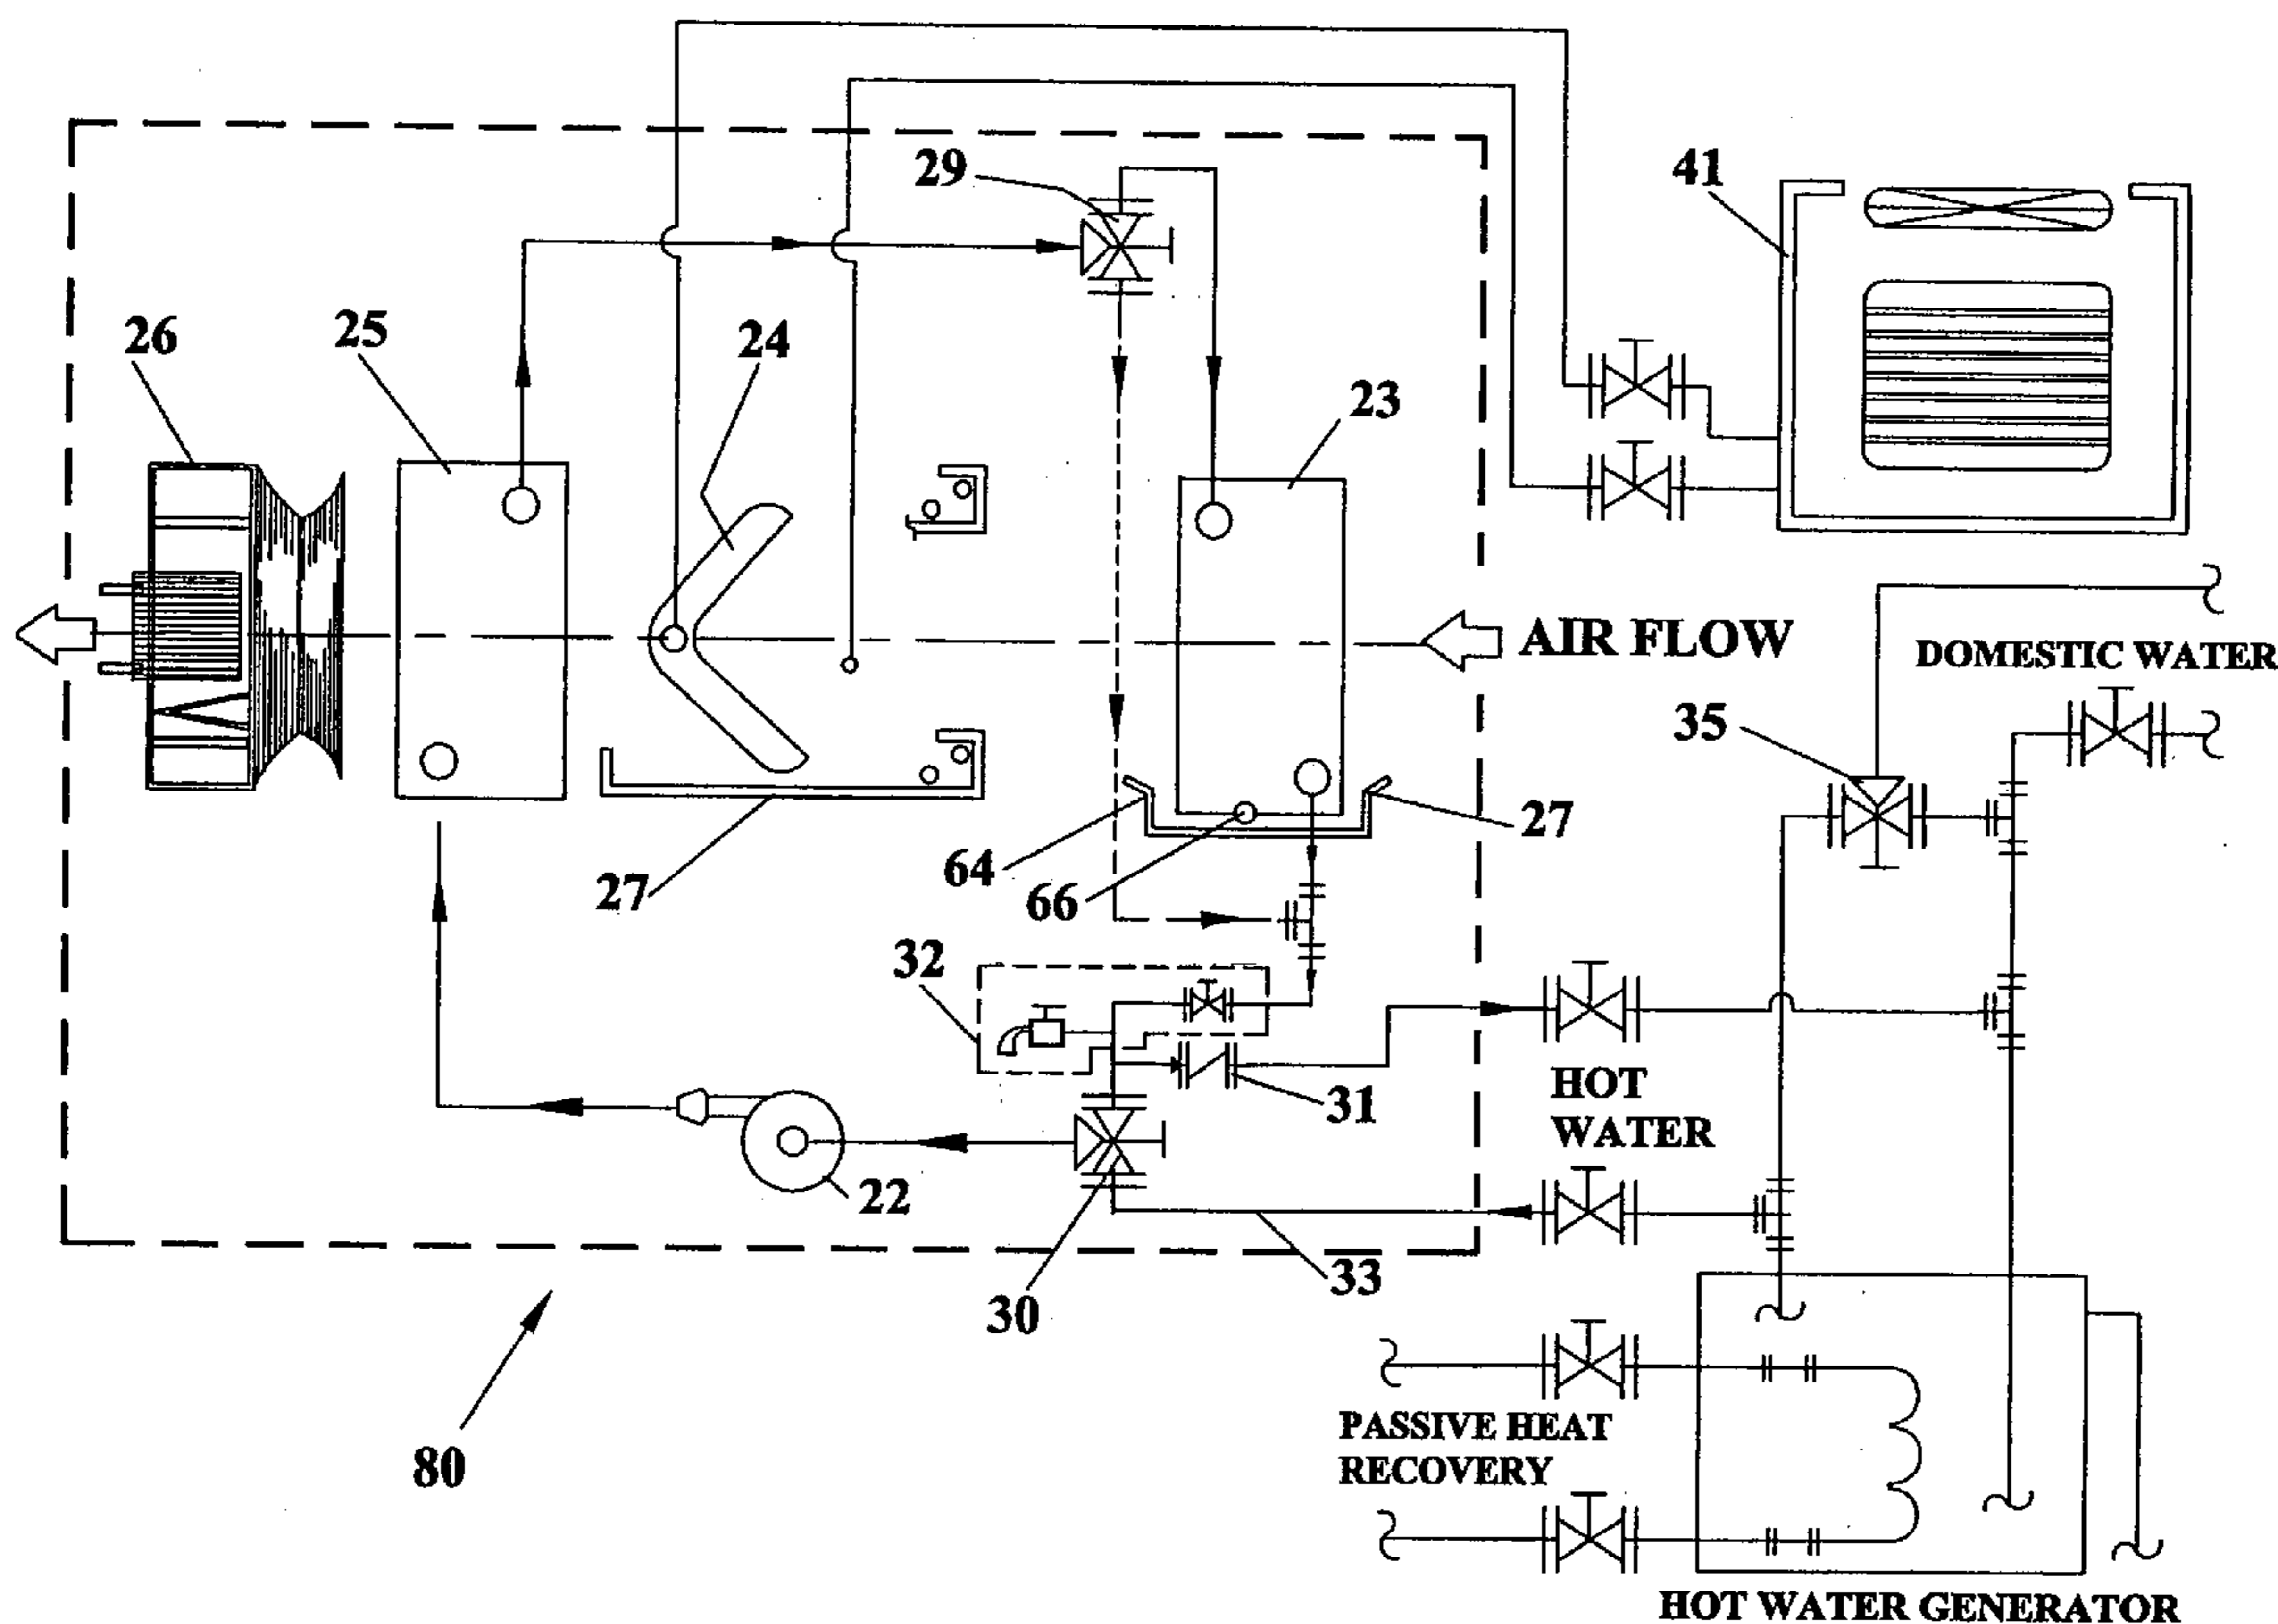 29
41
26
25
24
23
AIR FLOW
DOMESTIC WATER
35
27
64
27
66
32
HOT
WATER
31
22
33
30
80
PASSIVE HEAT
RECOVERY
HOT WATER GENERATOR